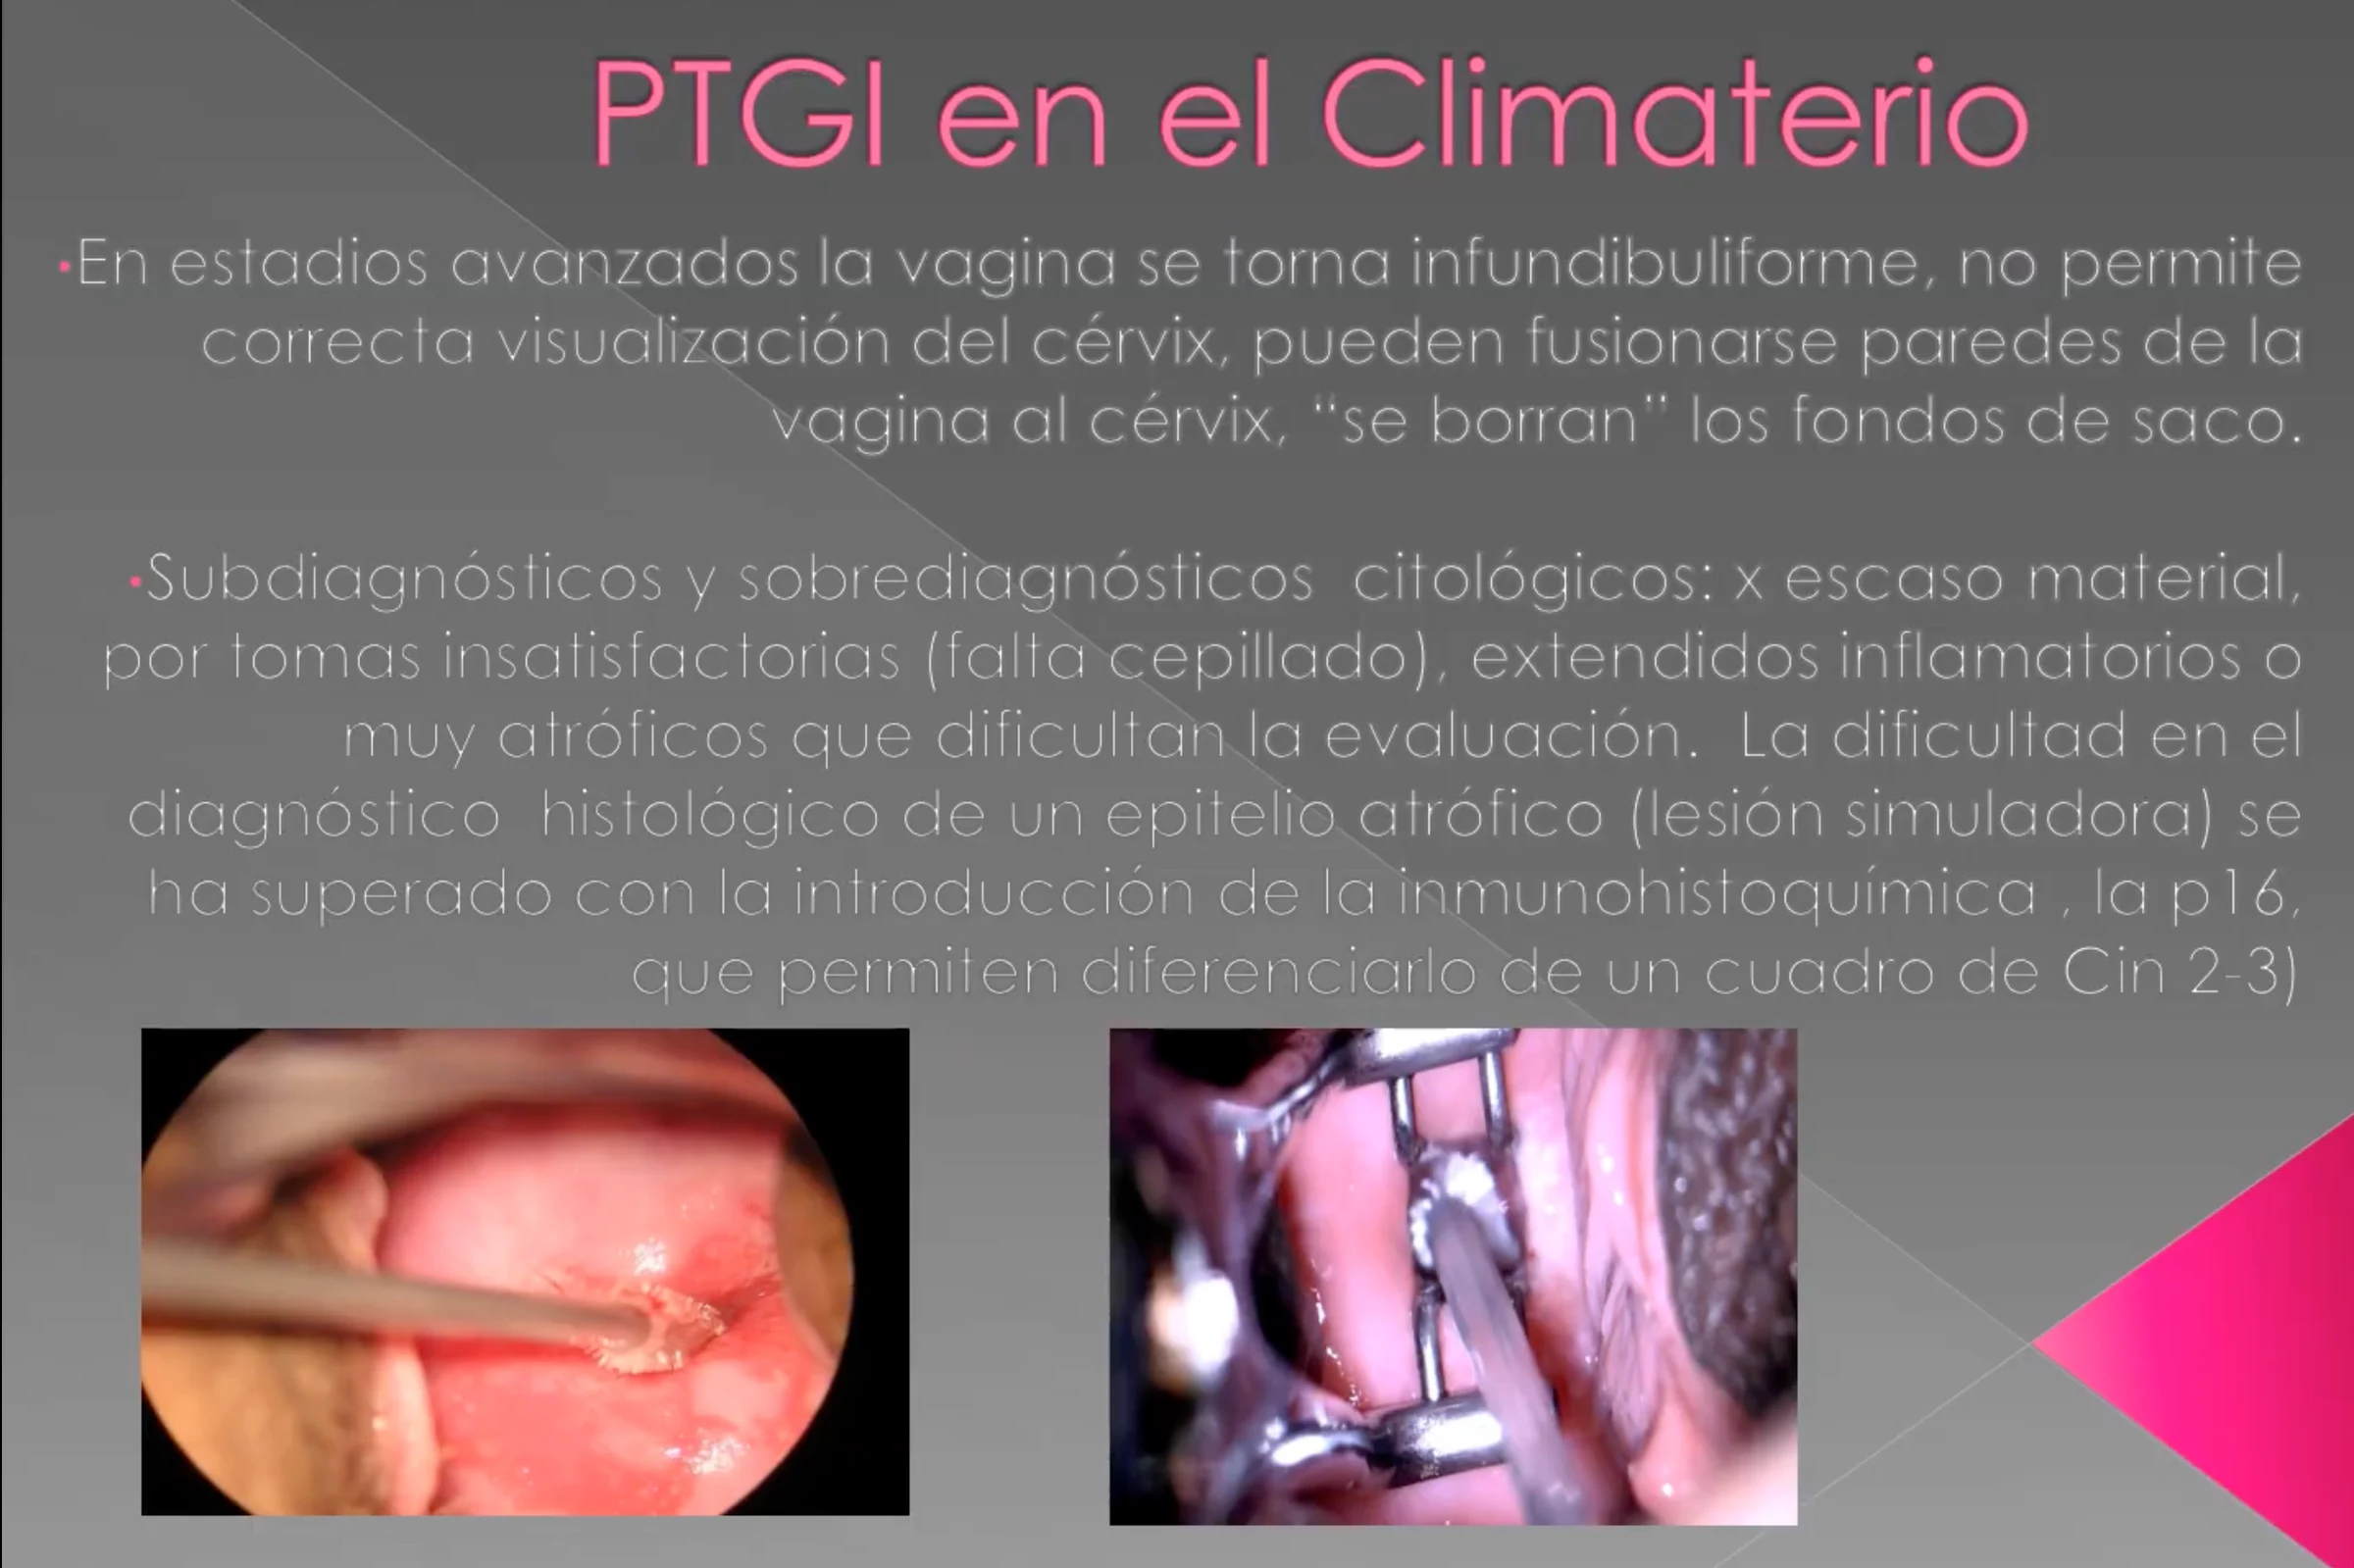 PTGI en el Climaterio
•En estadios avanzados la vagina se torna infundibuliforme, no permite
correcta visualización del cérvix, pueden fusionarse paredes de la
vagina al cérvix, “se borran” los fondos de saco.
•Subdiagnósticos y sobrediagnósticos  citológicos: x escaso material,
por tomas insatisfactorias (falta cepillado), extendidos inflamatorios o
muy atróficos que dificultan la evaluación.  La dificultad en el
diagnóstico  histológico de un epitelio atrófico (lesión simuladora) se
ha superado con la introducción de la inmunohistoquímica , la p16,
que permiten diferenciarlo de un cuadro de Cin 2-3)